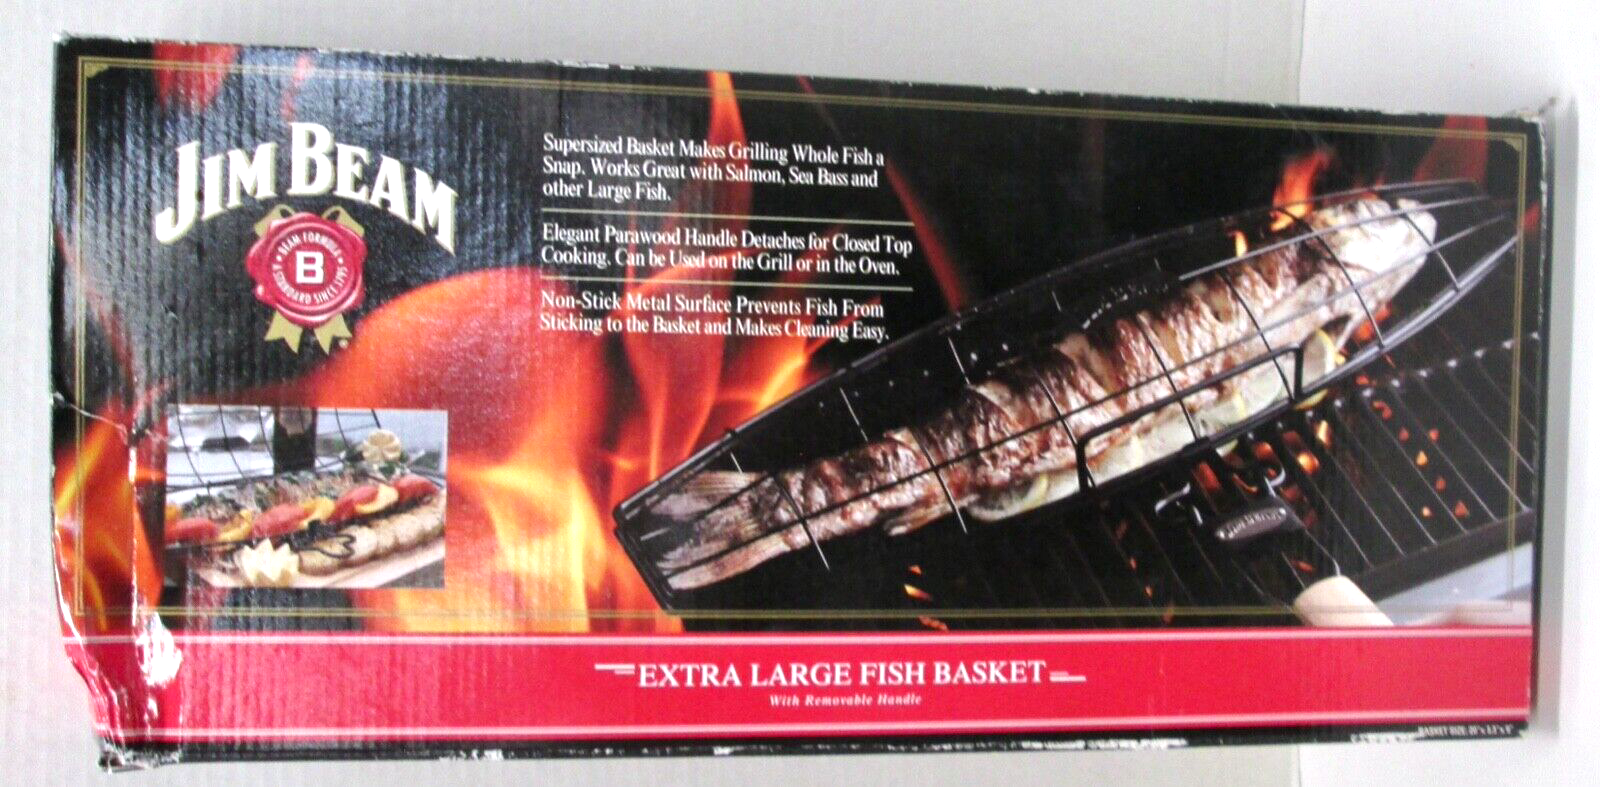 JIM BEAM
BEAM FORMULA
B
A STANDARD SINCE 1795
Supersized Basket Makes Grilling Whole Fish a
Snap. Works Great with Salmon, Sea Bass and
other Large Fish.
Elegant Parawood Handle Detaches for Closed Top
Cooking. Can be Used on the Grill or in the Oven.
Non-Stick Metal Surface Prevents Fish From
Sticking to the Basket and Makes Cleaning Easy.
EXTRA LARGE FISH BASKET
With Removable Handle
BASKET SIZE: